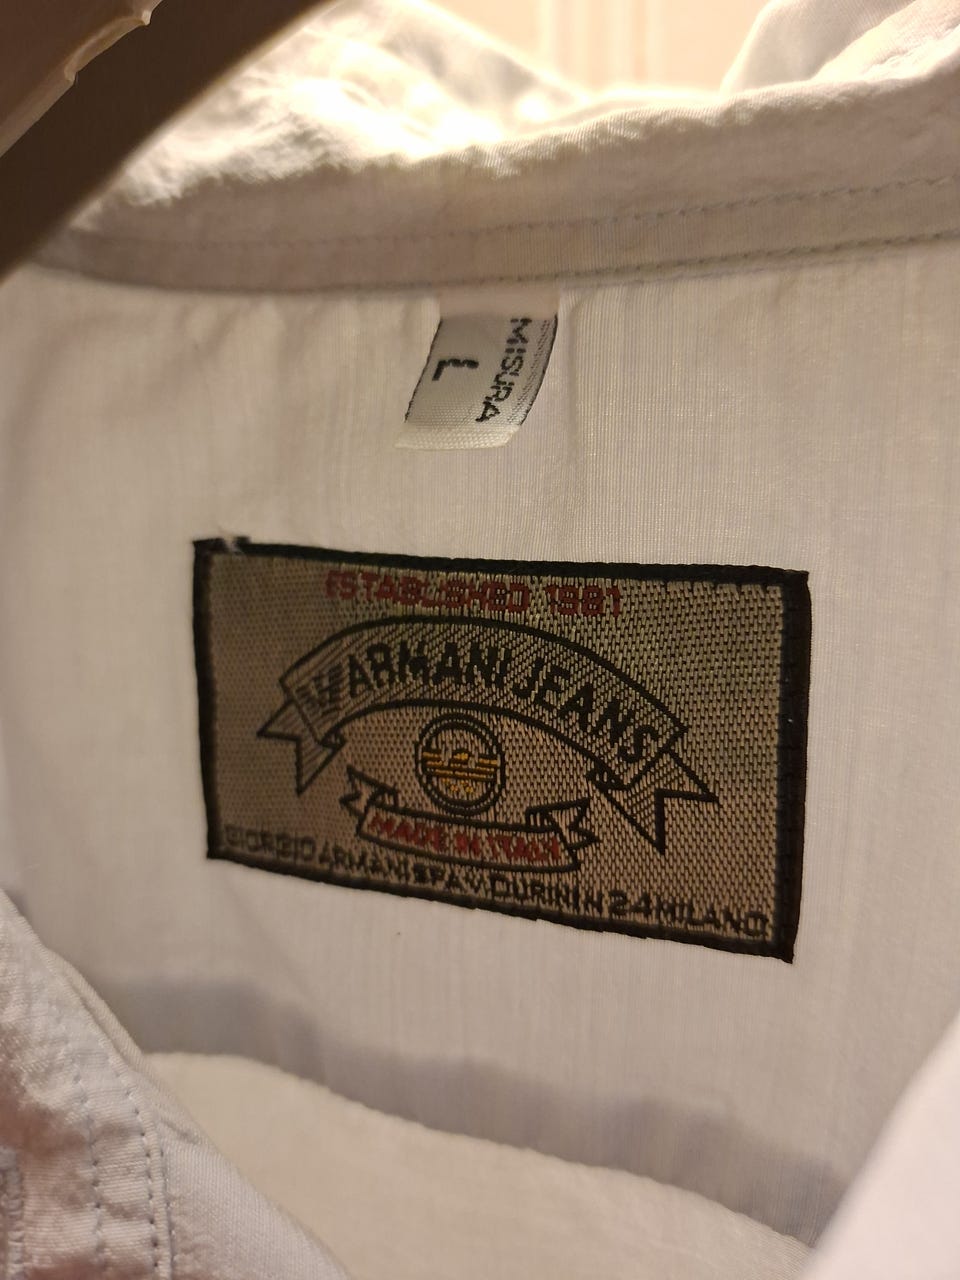 MISURA
L
ESTABLISHED 1981
ARMANI JEANS
MADE IN ITALY
GIORGIO ARMANI SPA V. DURINI N 24 MILANO